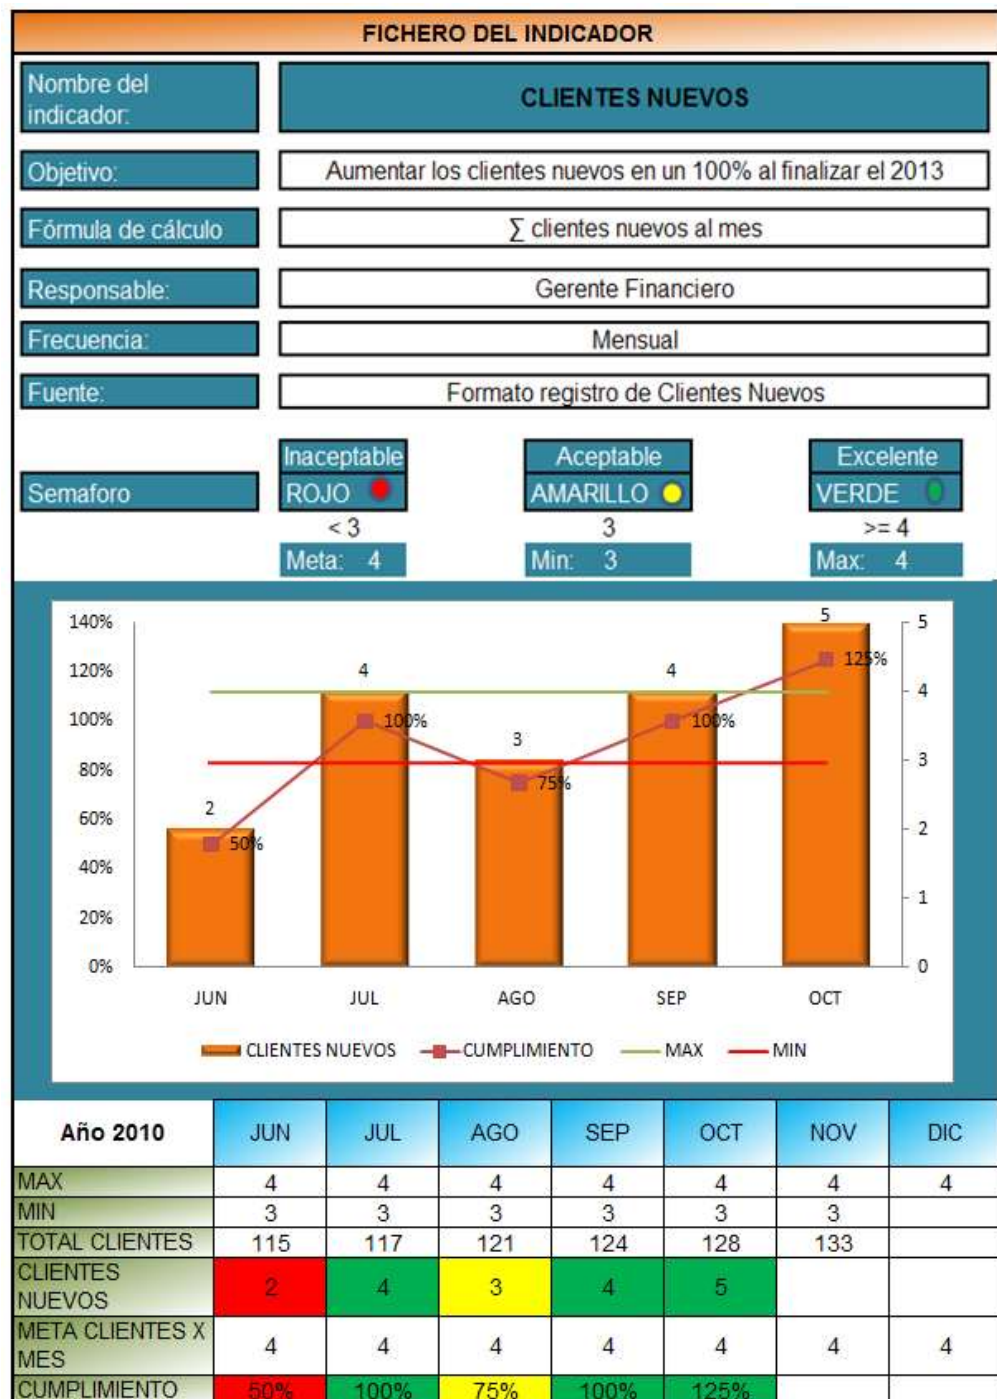 FICHERO DEL INDICADOR
Nombre del
indicador:
CLIENTES NUEVOS
Objetivo:
Aumentar los clientes nuevos en un 100% al finalizar el 2013
Fórmula de cálculo
∑ clientes nuevos al mes
Responsable:
Gerente Financiero
Frecuencia:
Mensual
Fuente:
Formato registro de Clientes Nuevos
Semaforo
Inaceptable Aceptable Excelente
ROJO AMARILLO VERDE
< 3 3 >= 4
Meta: 4 Min: 3 Max: 4
140% 5 5
120% 125%
4 4 4
100% 100% 100%
3
80% 3
75%
60% 2 2
50%
40%
1
20%
0% 0
JUN JUL AGO SEP OCT
CLIENTES NUEVOS CUMPLIMIENTO MAX MIN
Año 2010 JUN JUL AGO SEP OCT NOV DIC
MAX 4 4 4 4 4 4 4
MIN 3 3 3 3 3 3
TOTAL CLIENTES 115 117 121 124 128 133
CLIENTES
NUEVOS 2 4 3 4 5
META CLIENTES X
MES 4 4 4 4 4 4 4
CUMPLIMIENTO 50% 100% 75% 100% 125%